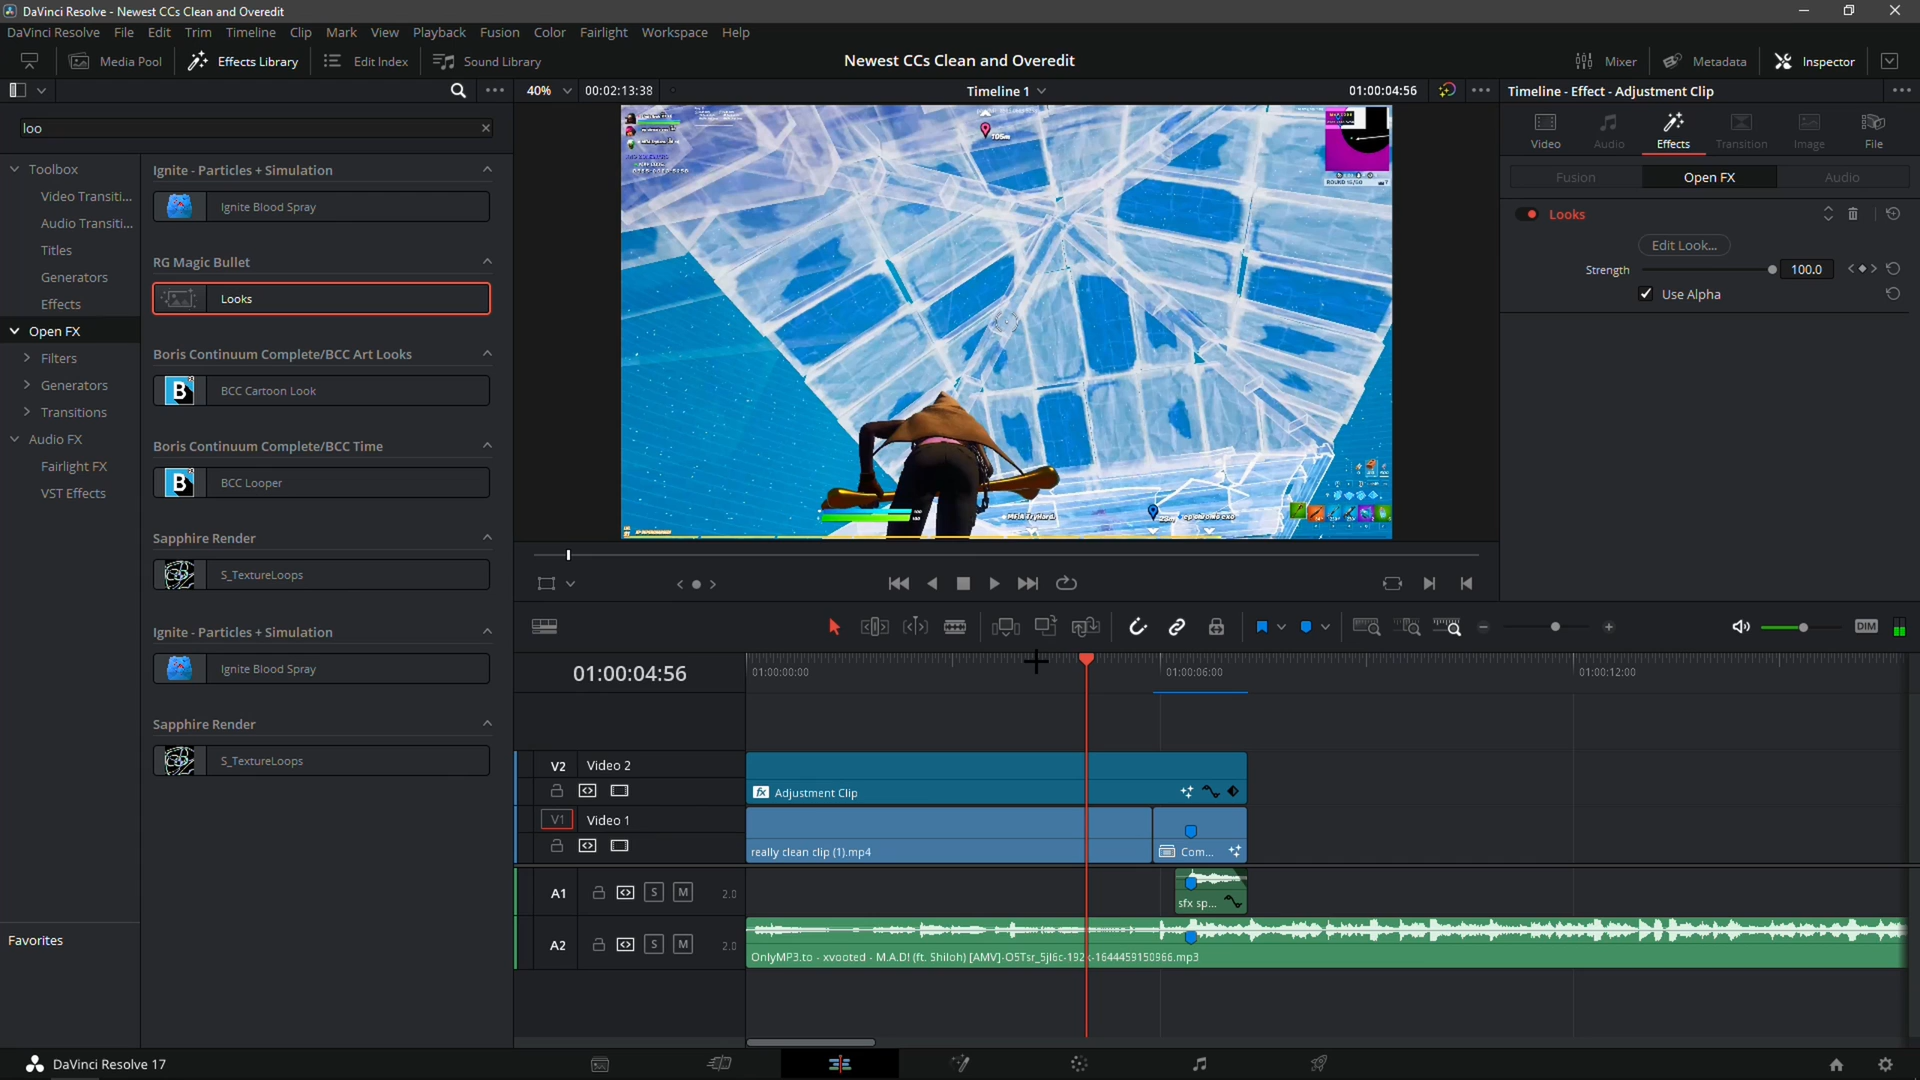 DaVinci Resolve - Newest CCs Clean and Overedit
DaVinci Resolve File Edit Trim Timeline Clip Mark View Playback Fusion Color Fairlight Workspace Help
Media Pool Effects Library Edit Index Sound Library Newest CCs Clean and Overedit Mixer Metadata Inspector
40% 00:02:13:38 Timeline 1 01:00:04:56 Timeline - Effect - Adjustment Clip
loo
Video Audio Effects Transition Image File
Fusion Open FX Audio
Looks
Edit Look...
Strength 100.0
Use Alpha
Toolbox
Video Transiti...
Audio Transiti...
Titles
Generators
Effects
Open FX
Filters
Generators
Transitions
Audio FX
Fairlight FX
VST Effects
Favorites
Ignite - Particles + Simulation
Ignite Blood Spray
RG Magic Bullet
Looks
Boris Continuum Complete/BCC Art Looks
BCC Cartoon Look
Boris Continuum Complete/BCC Time
BCC Looper
Sapphire Render
S_TextureLoops
Ignite - Particles + Simulation
Ignite Blood Spray
Sapphire Render
S_TextureLoops
105m
DIM
01:00:04:56 01:00:00:00 01:00:06:00 01:00:12:00
V2 Video 2
Adjustment Clip
V1 Video 1
really clean clip (1).mp4 Com...
A1 S M 2.0 sfx sp...
A2 S M 2.0
OnlyMP3.to - xvooted - M.A.D! (ft. Shiloh) [AMV]-O5Tsr_5jl6c-192k-1644459150966.mp3
DaVinci Resolve 17